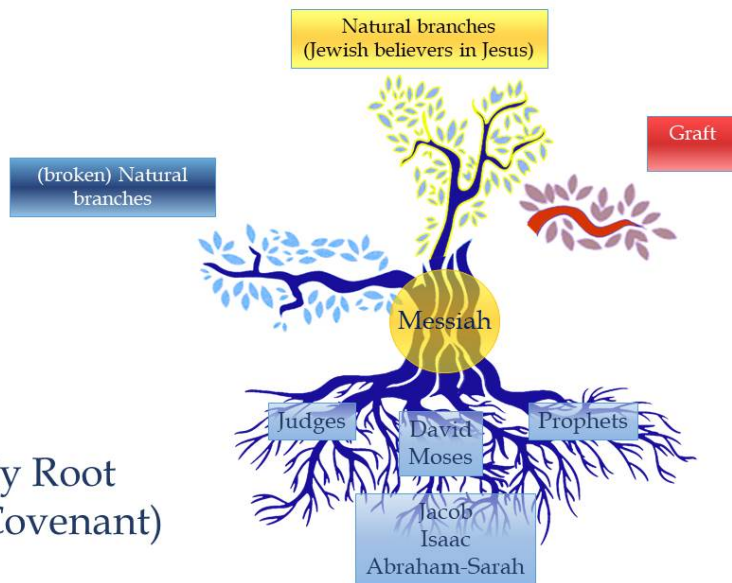 Natural branches
(Jewish believers in Jesus)
Graft
(broken) Natural
branches
Messiah
Judges
David
Moses
Prophets
y Root
Covenant)
Jacob
Isaac
Abraham-Sarah